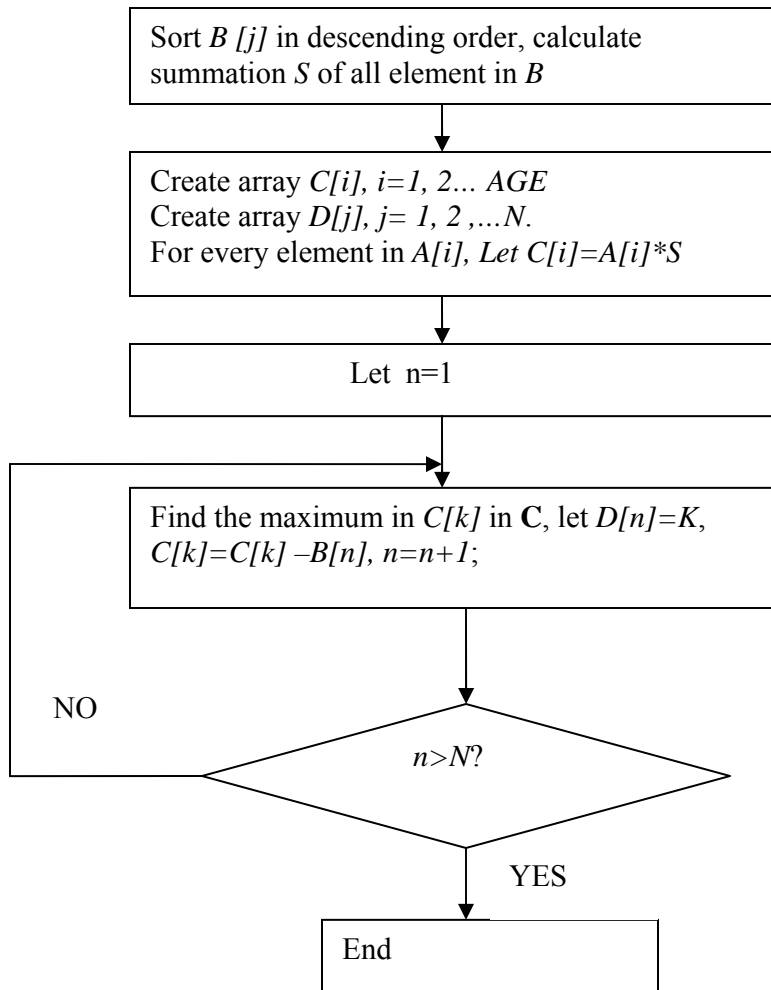 Sort B [j] in descending order, calculate
summation S of all element in B
Create array C[i], i=1, 2... AGE
Create array D[j], j= 1, 2 ,...N.
For every element in A[i], Let C[i]=A[i]*S
Let n=1
Find the maximum in C[k] in C, let D[n]=K,
C[k]=C[k] –B[n], n=n+1;
NO
n>N?
YES
End